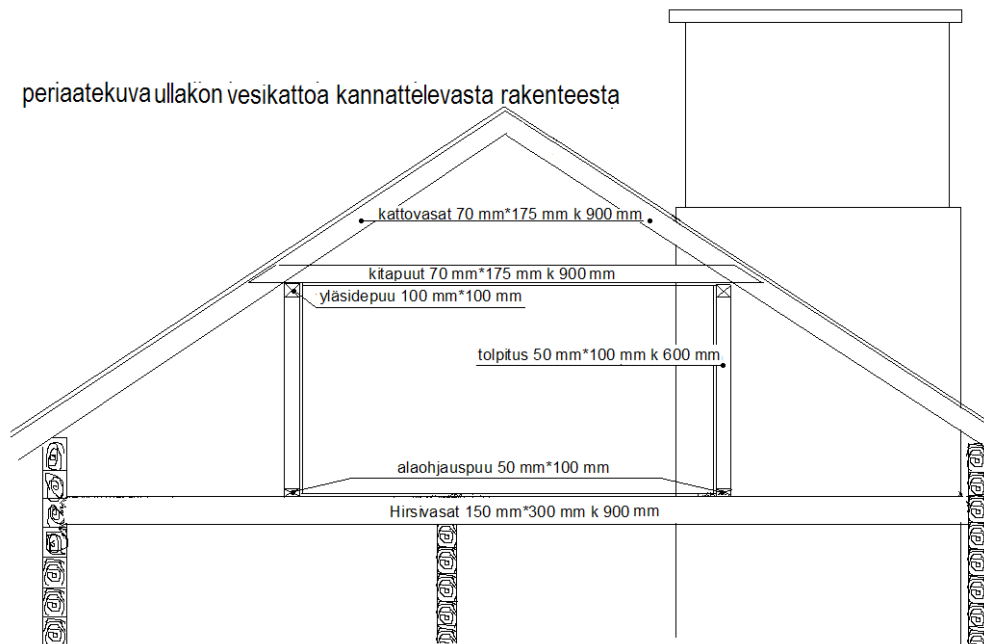 periaatekuva ullakon vesikattoa kannattelevasta rakenteesta
kattovasat 70 mm*175 mm k 900 mm
kitapuut 70 mm*175 mm k 900 mm
yläsidepuu 100 mm*100 mm
tolpitus 50 mm*100 mm k 600 mm
alaohjauspuu 50 mm*100 mm
Hirsivasat 150 mm*300 mm k 900 mm